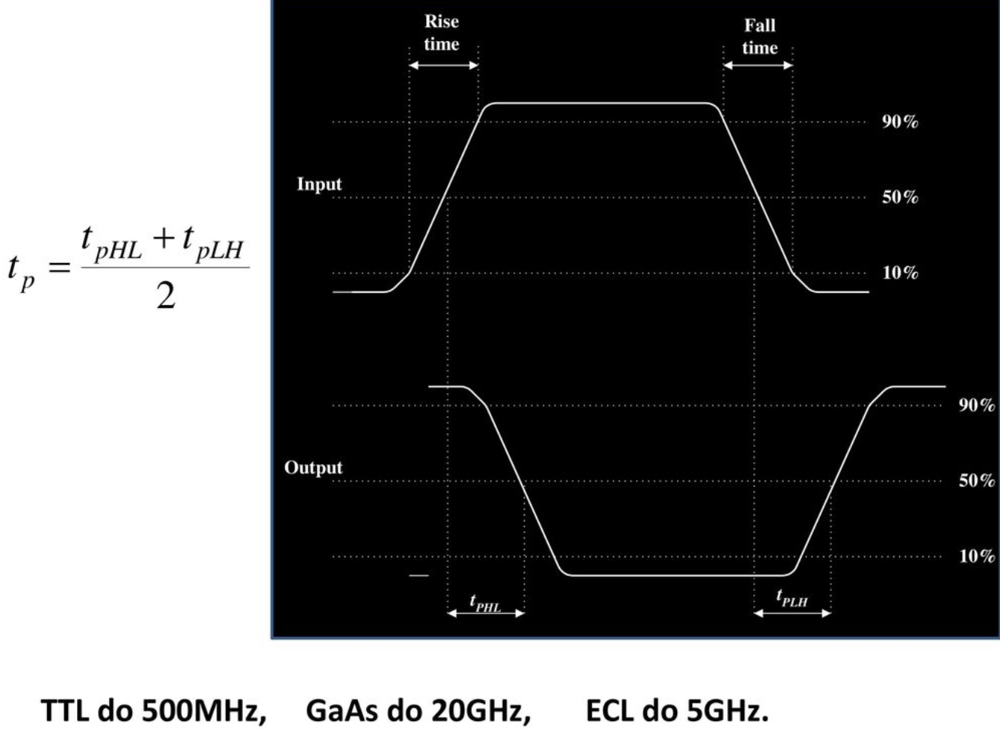 Rise
time
Fall
time
90%
Input
50%
t_p = (t_pHL + t_pLH) / 2
10%
90%
Output
50%
10%
t_PHL
t_PLH
TTL do 500MHz, GaAs do 20GHz, ECL do 5GHz.